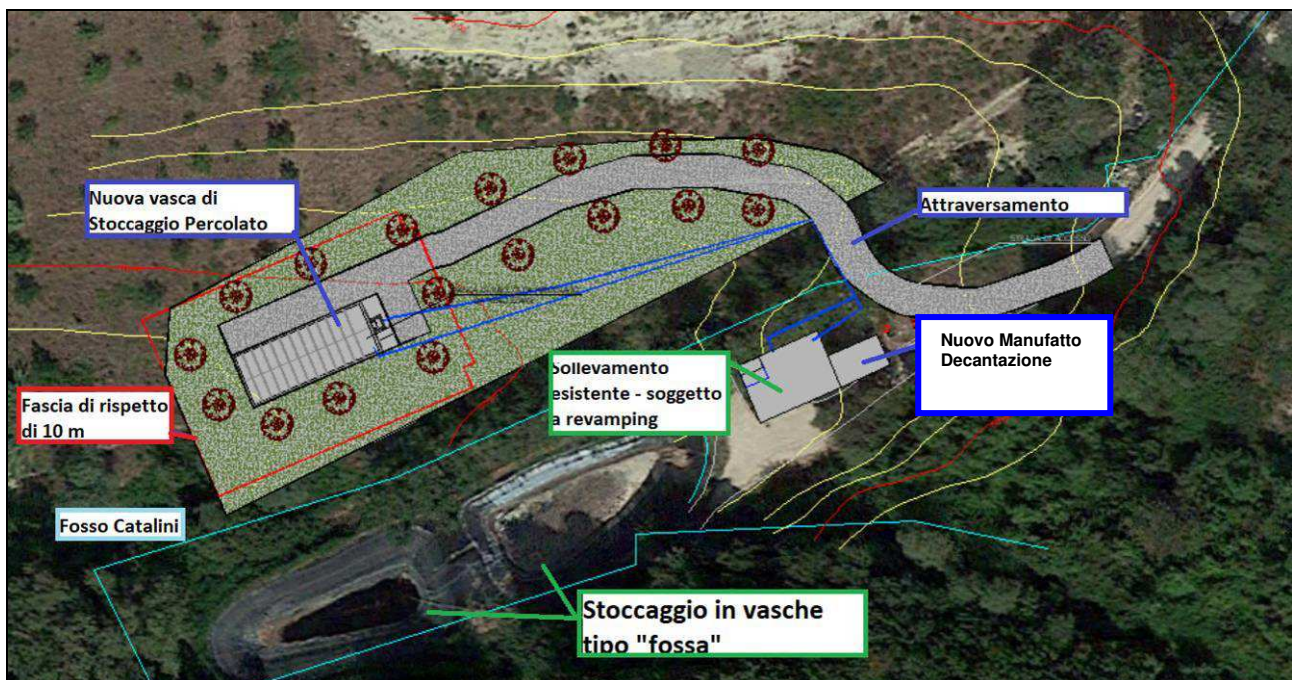 Nuova vasca di
Stoccaggio Percolato
Attraversamento
Nuovo Manufatto
Decantazione
Sollevamento
esistente - soggetto
a revamping
Fascia di rispetto
di 10 m
Fosso Catalini
Stoccaggio in vasche
tipo "fossa"